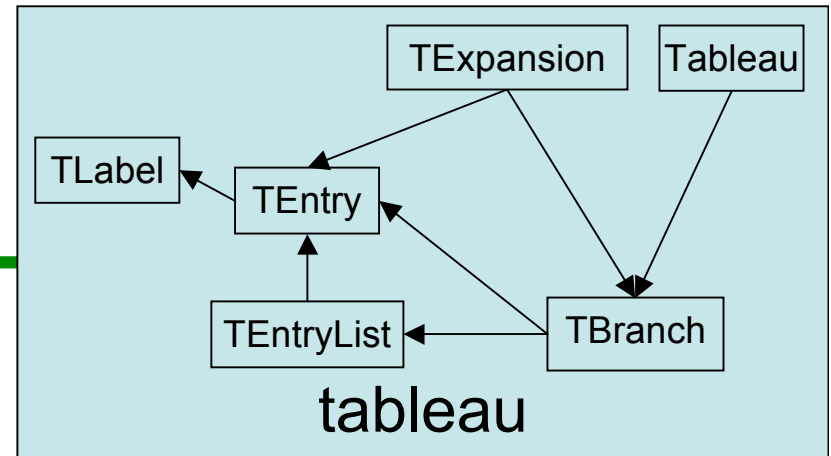 TExpansion
Tableau
TLabel
TEntry
TEntryList
TBranch
tableau